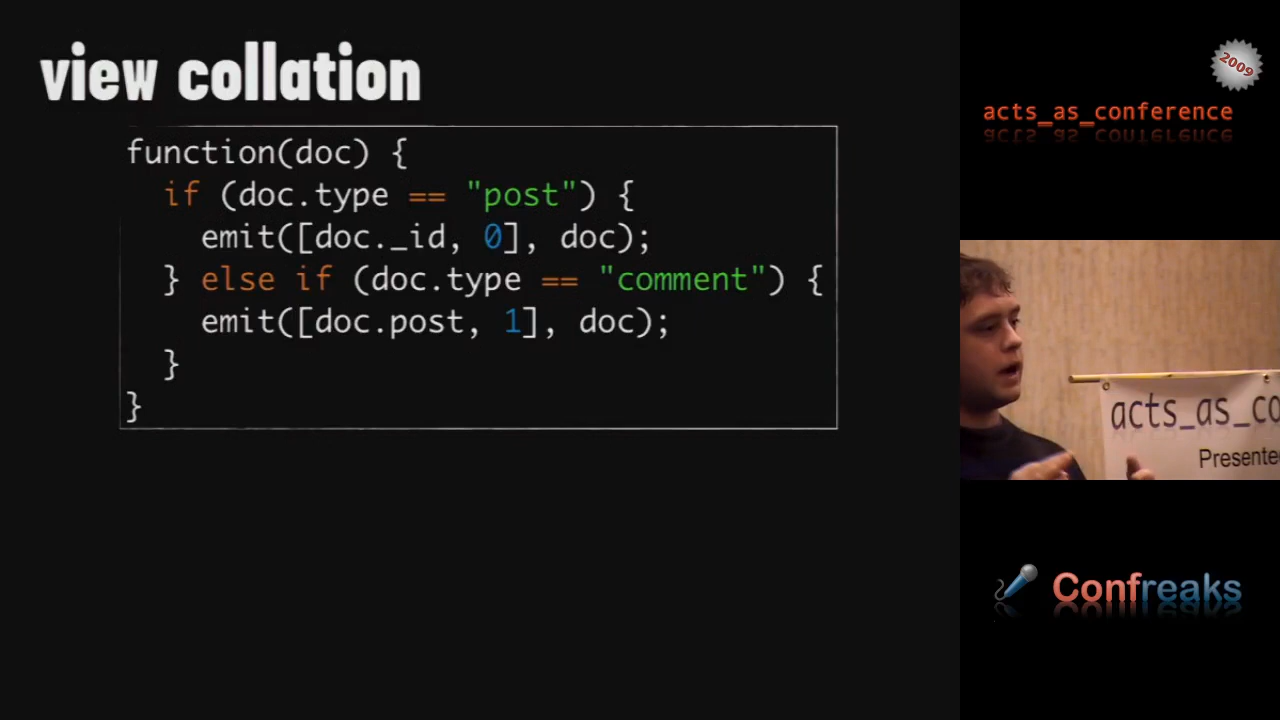 view collation
function(doc) {
  if (doc.type == "post") {
    emit([doc._id, 0], doc);
  } else if (doc.type == "comment") {
    emit([doc.post, 1], doc);
  }
}
2009
acts_as_conference
acts_as_co
Presente
Confreaks